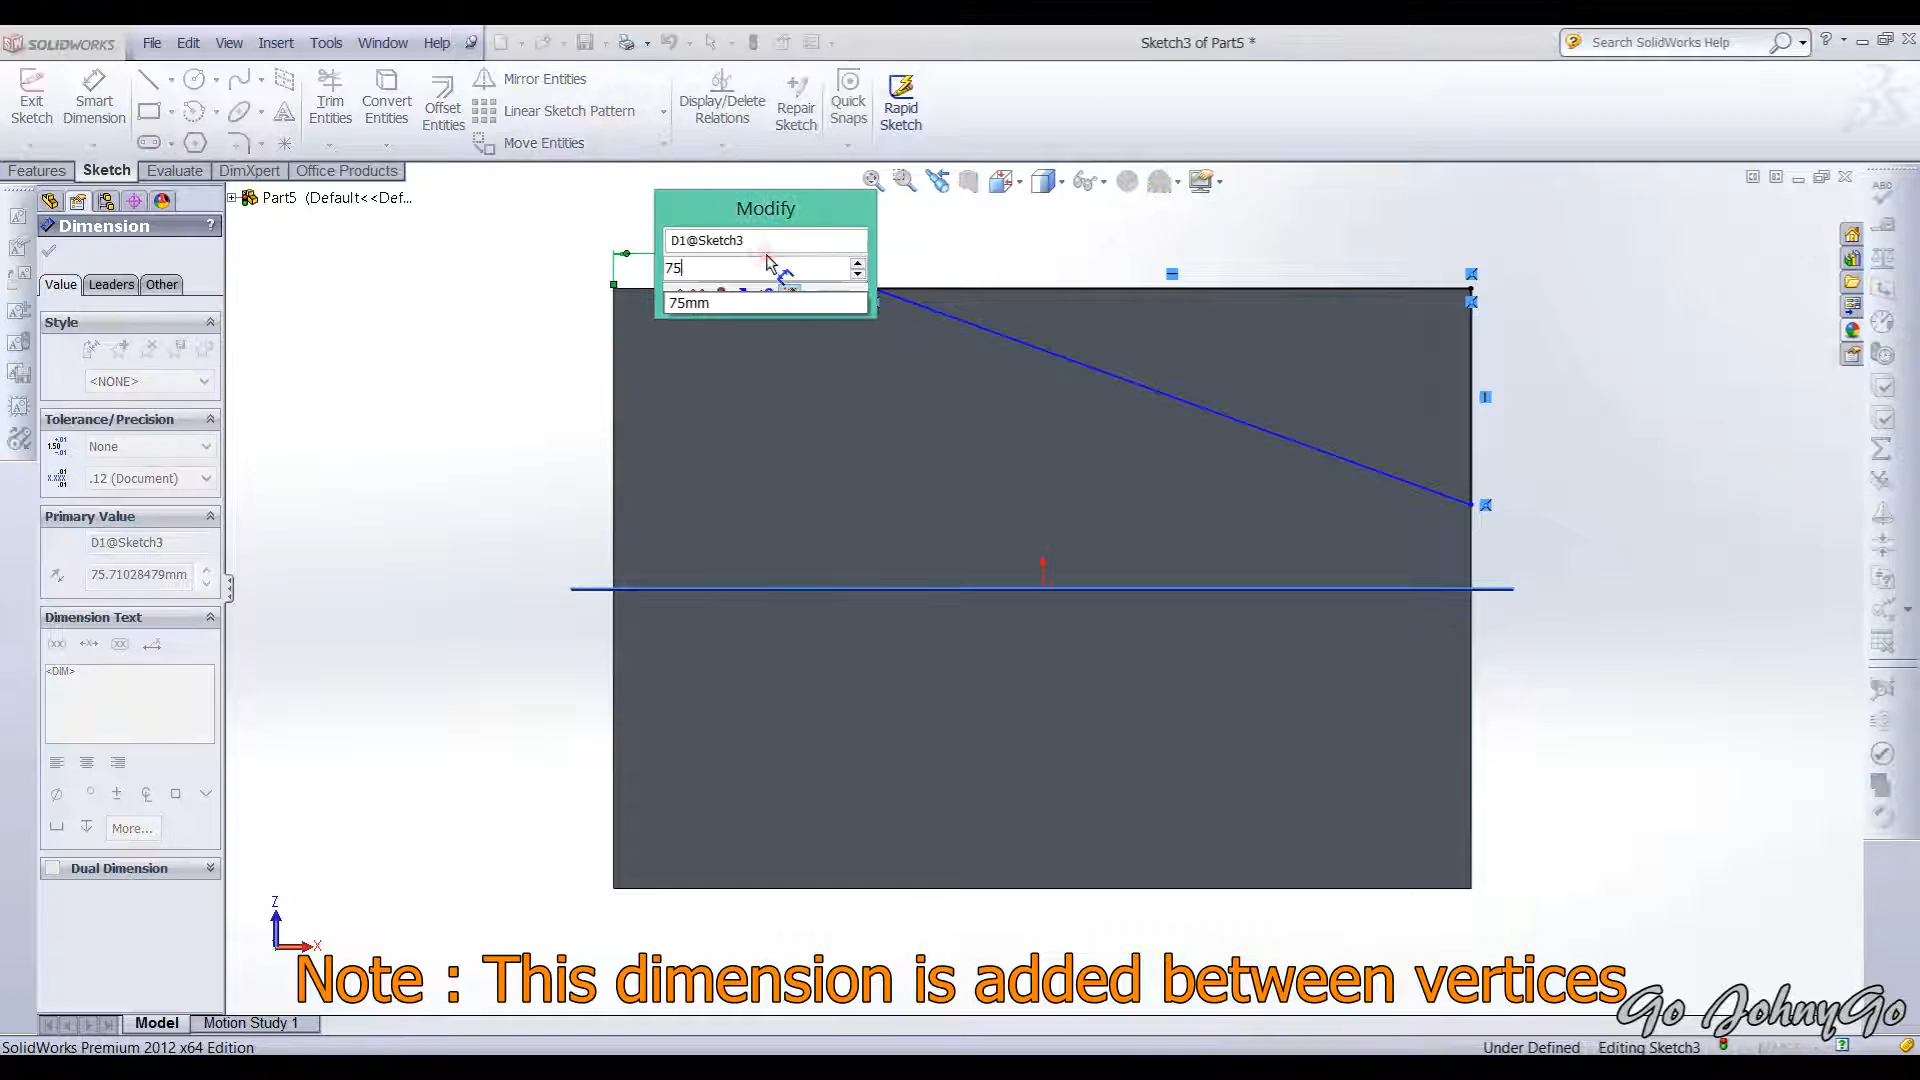 SOLIDWORKS File Edit View Insert Tools Window Help Sketch3 of Part5 * Search SolidWorks Help ?
Exit Sketch
Smart Dimension
Trim Entities
Convert Entities
Offset Entities
Mirror Entities
Linear Sketch Pattern
Move Entities
Display/Delete Relations
Repair Sketch
Quick Snaps
Rapid Sketch
Features Sketch Evaluate DimXpert Office Products
Part5 (Default<<Def...
Dimension ?
Value Leaders Other
Style
<NONE>
Tolerance/Precision
None
.12 (Document)
Primary Value
D1@Sketch3
75.71028479mm
Dimension Text
<DIM>
More...
Dual Dimension
Modify
D1@Sketch3
75
75mm
Z
X
Note : This dimension is added between vertices
Go JohnyGo
Model Motion Study 1
SolidWorks Premium 2012 x64 Edition Under Defined Editing Sketch3